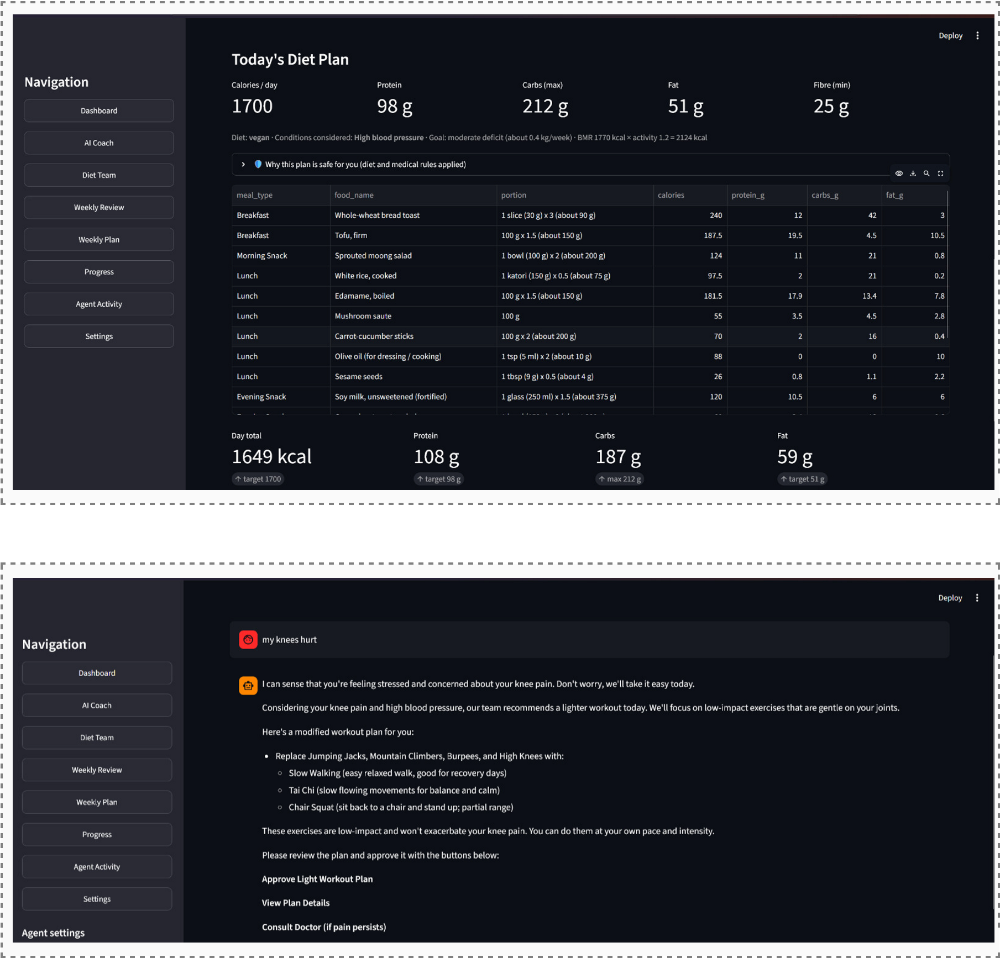 Deploy
Today's Diet Plan
Navigation
Calories / day Protein Carbs (max) Fat Fibre (min)
1700 98 g 212 g 51 g 25 g
Dashboard
Diet: vegan · Conditions considered: High blood pressure · Goal: moderate deficit (about 0.4 kg/week) · BMR 1770 kcal × activity 1.2 = 2124 kcal
AI Coach
Why this plan is safe for you (diet and medical rules applied)
Diet Team
meal_type food_name portion calories protein_g carbs_g fat_g
Weekly Review
Breakfast Whole-wheat bread toast 1 slice (30 g) x 3 (about 90 g) 240 12 42 3
Breakfast Tofu, firm 100 g x 1.5 (about 150 g) 187.5 19.5 4.5 10.5
Weekly Plan
Morning Snack Sprouted moong salad 1 bowl (100 g) x 2 (about 200 g) 124 11 21 0.8
Progress
Lunch White rice, cooked 1 katori (150 g) x 0.5 (about 75 g) 97.5 2 21 0.2
Lunch Edamame, boiled 100 g x 1.5 (about 150 g) 181.5 17.9 13.4 7.8
Agent Activity
Lunch Mushroom saute 100 g 55 3.5 4.5 2.8
Settings
Lunch Carrot-cucumber sticks 100 g x 2 (about 200 g) 70 2 16 0.4
Lunch Olive oil (for dressing / cooking) 1 tsp (5 ml) x 2 (about 10 g) 88 0 0 10
Lunch Sesame seeds 1 tbsp (9 g) x 0.5 (about 4 g) 26 0.8 1.1 2.2
Evening Snack Soy milk, unsweetened (fortified) 1 glass (250 ml) x 1.5 (about 375 g) 120 10.5 6 6
Day total Protein Carbs Fat
1649 kcal 108 g 187 g 59 g
↑ target 1700 ↑ target 98 g ↑ max 212 g ↑ target 51 g
Deploy
Navigation
Dashboard
AI Coach
Diet Team
Weekly Review
Weekly Plan
Progress
Agent Activity
Settings
Agent settings
my knees hurt
I can sense that you're feeling stressed and concerned about your knee pain. Don't worry, we'll take it easy today.
Considering your knee pain and high blood pressure, our team recommends a lighter workout today. We'll focus on low-impact exercises that are gentle on your joints.
Here's a modified workout plan for you:
• Replace Jumping Jacks, Mountain Climbers, Burpees, and High Knees with:
◦ Slow Walking (easy relaxed walk, good for recovery days)
◦ Tai Chi (slow flowing movements for balance and calm)
◦ Chair Squat (sit back to a chair and stand up; partial range)
These exercises are low-impact and won't exacerbate your knee pain. You can do them at your own pace and intensity.
Please review the plan and approve it with the buttons below:
Approve Light Workout Plan
View Plan Details
Consult Doctor (if pain persists)